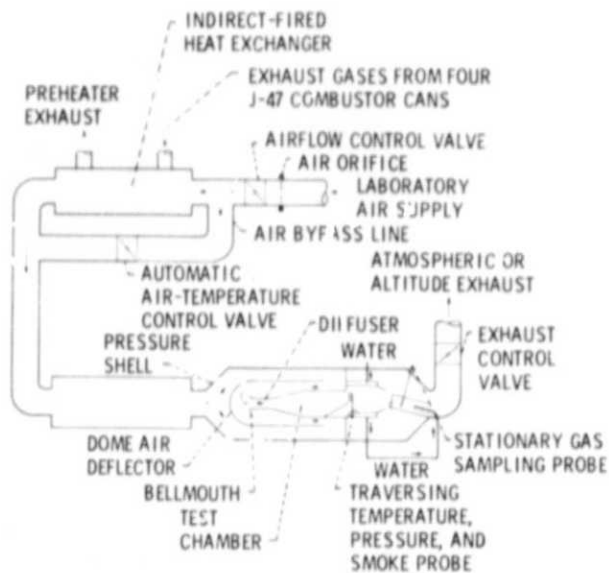 INDIRECT-FIRED
HEAT EXCHANGER
EXHAUST GASES FROM FOUR
J-47 COMBUSTOR CANS
PREHEATER
EXHAUST
AIRFLOW CONTROL VALVE
AIR ORIFICE
LABORATORY
AIR SUPPLY
AIR BYPASS LINE
ATMOSPHERIC OR
ALTITUDE EXHAUST
AUTOMATIC
AIR-TEMPERATURE
CONTROL VALVE
DIFFUSER
PRESSURE
SHELL
WATER
EXHAUST
CONTROL
VALVE
DOME AIR
DEFLECTOR
STATIONARY GAS
SAMPLING PROBE
WATER
BELLMOUTH
TEST
CHAMBER
TRAVERSING
TEMPERATURE,
PRESSURE, AND
SMOKE PROBE